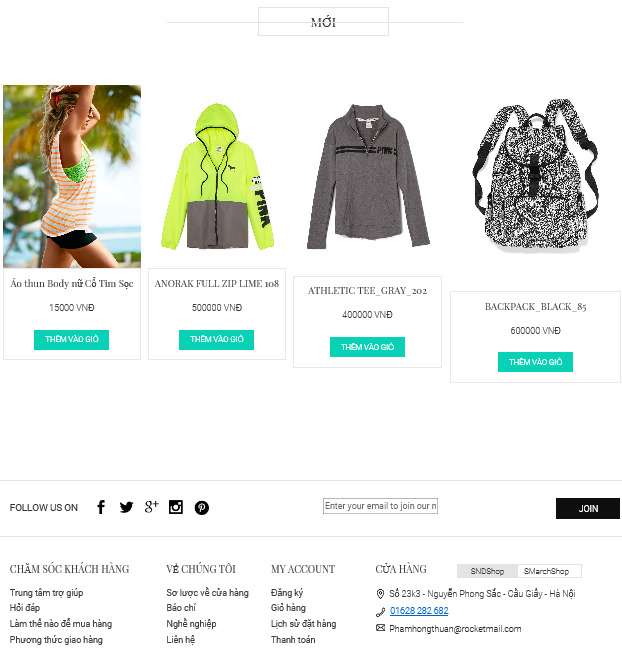 MỚI
PINK
PINK
Áo thun Body nữ Cổ Tim Sọc
15000 VNĐ
THÊM VÀO GIỎ
ANORAK FULL ZIP LIME 108
500000 VNĐ
THÊM VÀO GIỎ
ATHLETIC TEE_GRAY_202
400000 VNĐ
THÊM VÀO GIỎ
BACKPACK_BLACK_85
600000 VNĐ
THÊM VÀO GIỎ
FOLLOW US ON
Enter your email to join our n
JOIN
CHĂM SÓC KHÁCH HÀNG
Trung tâm trợ giúp
Hỏi đáp
Làm thế nào để mua hàng
Phương thức giao hàng
VỀ CHÚNG TÔI
Sơ lược về cửa hàng
Báo chí
Nghề nghiệp
Liên hệ
MY ACCOUNT
Đăng ký
Giỏ hàng
Lịch sử đặt hàng
Thanh toán
CỬA HÀNG
SNDShop
SMarchShop
Số 23k3 - Nguyễn Phong Sắc - Cầu Giấy - Hà Nội
01628 282 682
Phamhongthuan@rocketmail.com